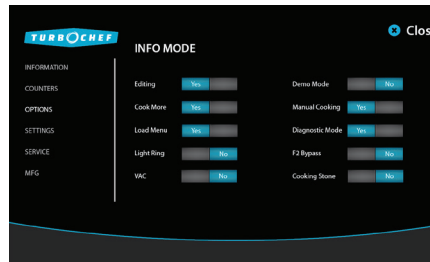 TURBOCHEF
Clos
INFO MODE
INFORMATION
COUNTERS
OPTIONS
SETTINGS
SERVICE
MFG
Editing Yes
Cook More Yes
Load Menu Yes
Light Ring No
VAC No
Demo Mode No
Manual Cooking Yes
Diagnostic Mode Yes
F2 Bypass No
Cooking Stone No